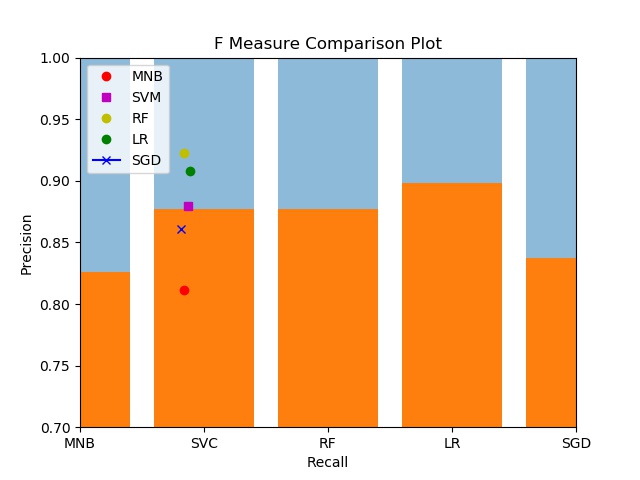 F Measure Comparison Plot
1.00
0.95
0.90
0.85
0.80
0.75
0.70
Precision
MNB
SVM
RF
LR
SGD
MNB SVC RF LR SGD
Recall